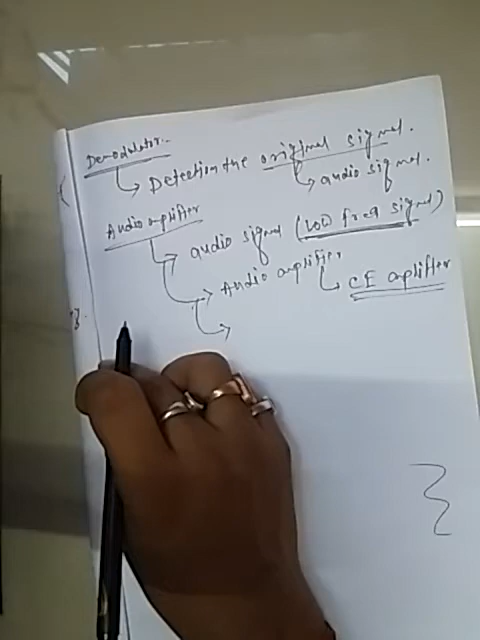 Demodulator..
Detection the original signal.
audio signal.
Audio amplifier
audio signal (Low freq signal)
Audio amplifier
CE amplifier